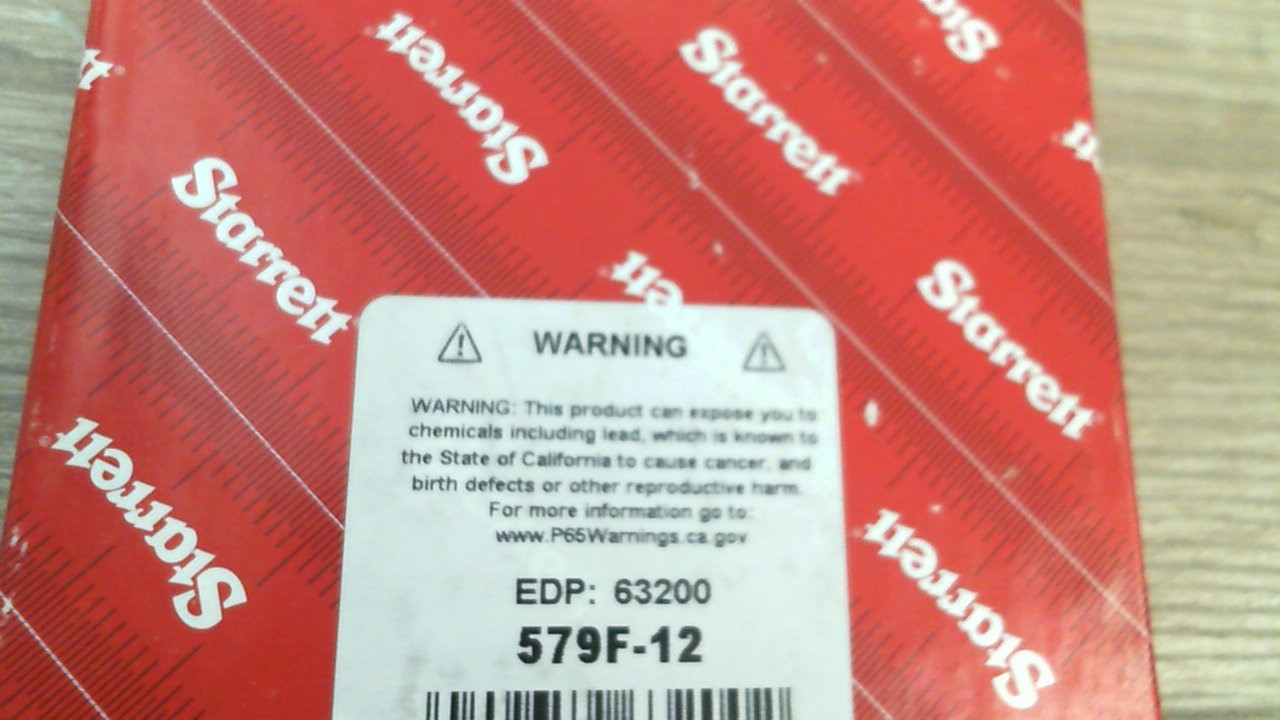 Starrett
Starrett
Starrett
Starrett
Starrett
Starrett
WARNING
WARNING: This product can expose you to
chemicals including lead, which is known to
the State of California to cause cancer, and
birth defects or other reproductive harm.
For more information go to:
www.P65Warnings.ca.gov
EDP: 63200
579F-12